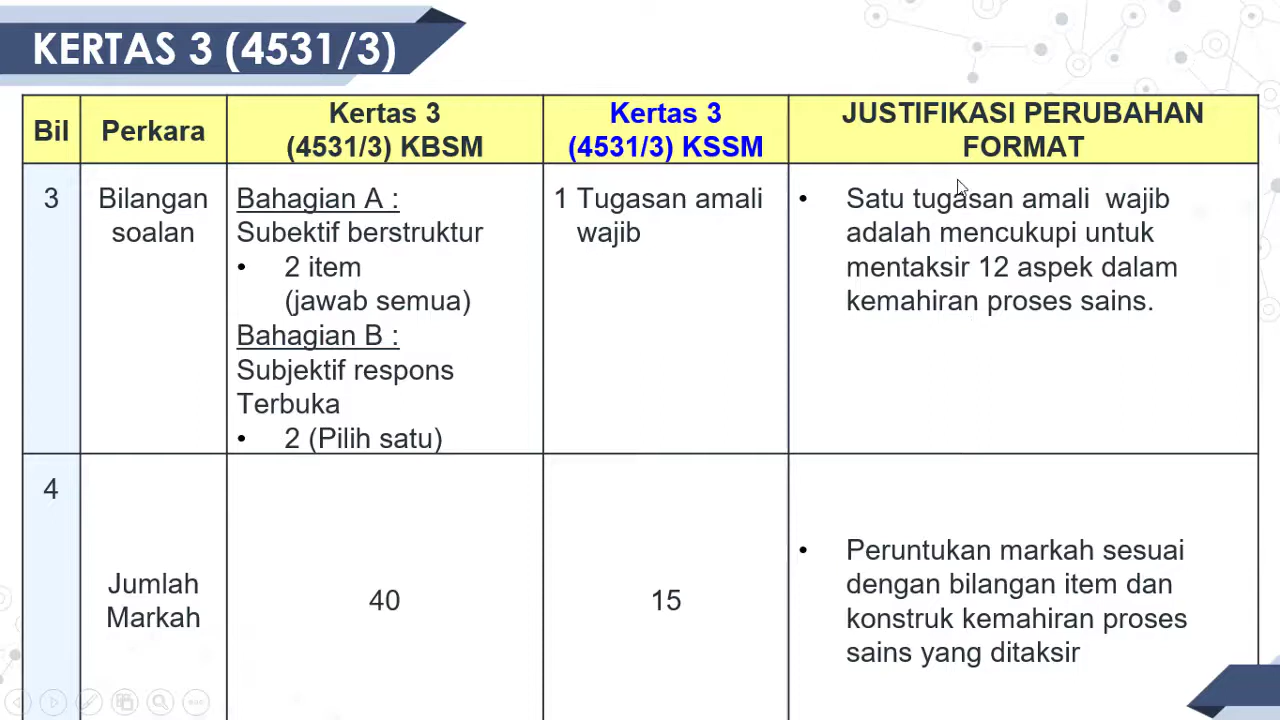 KERTAS 3 (4531/3)
Bil
Perkara
Kertas 3
(4531/3) KBSM
Kertas 3
(4531/3) KSSM
JUSTIFIKASI PERUBAHAN
FORMAT
3
Bilangan
soalan
Bahagian A :
Subektif berstruktur
• 2 item
(jawab semua)
Bahagian B :
Subjektif respons
Terbuka
• 2 (Pilih satu)
1 Tugasan amali
wajib
• Satu tugasan amali wajib
adalah mencukupi untuk
mentaksir 12 aspek dalam
kemahiran proses sains.
4
Jumlah
Markah
40
15
• Peruntukan markah sesuai
dengan bilangan item dan
konstruk kemahiran proses
sains yang ditaksir